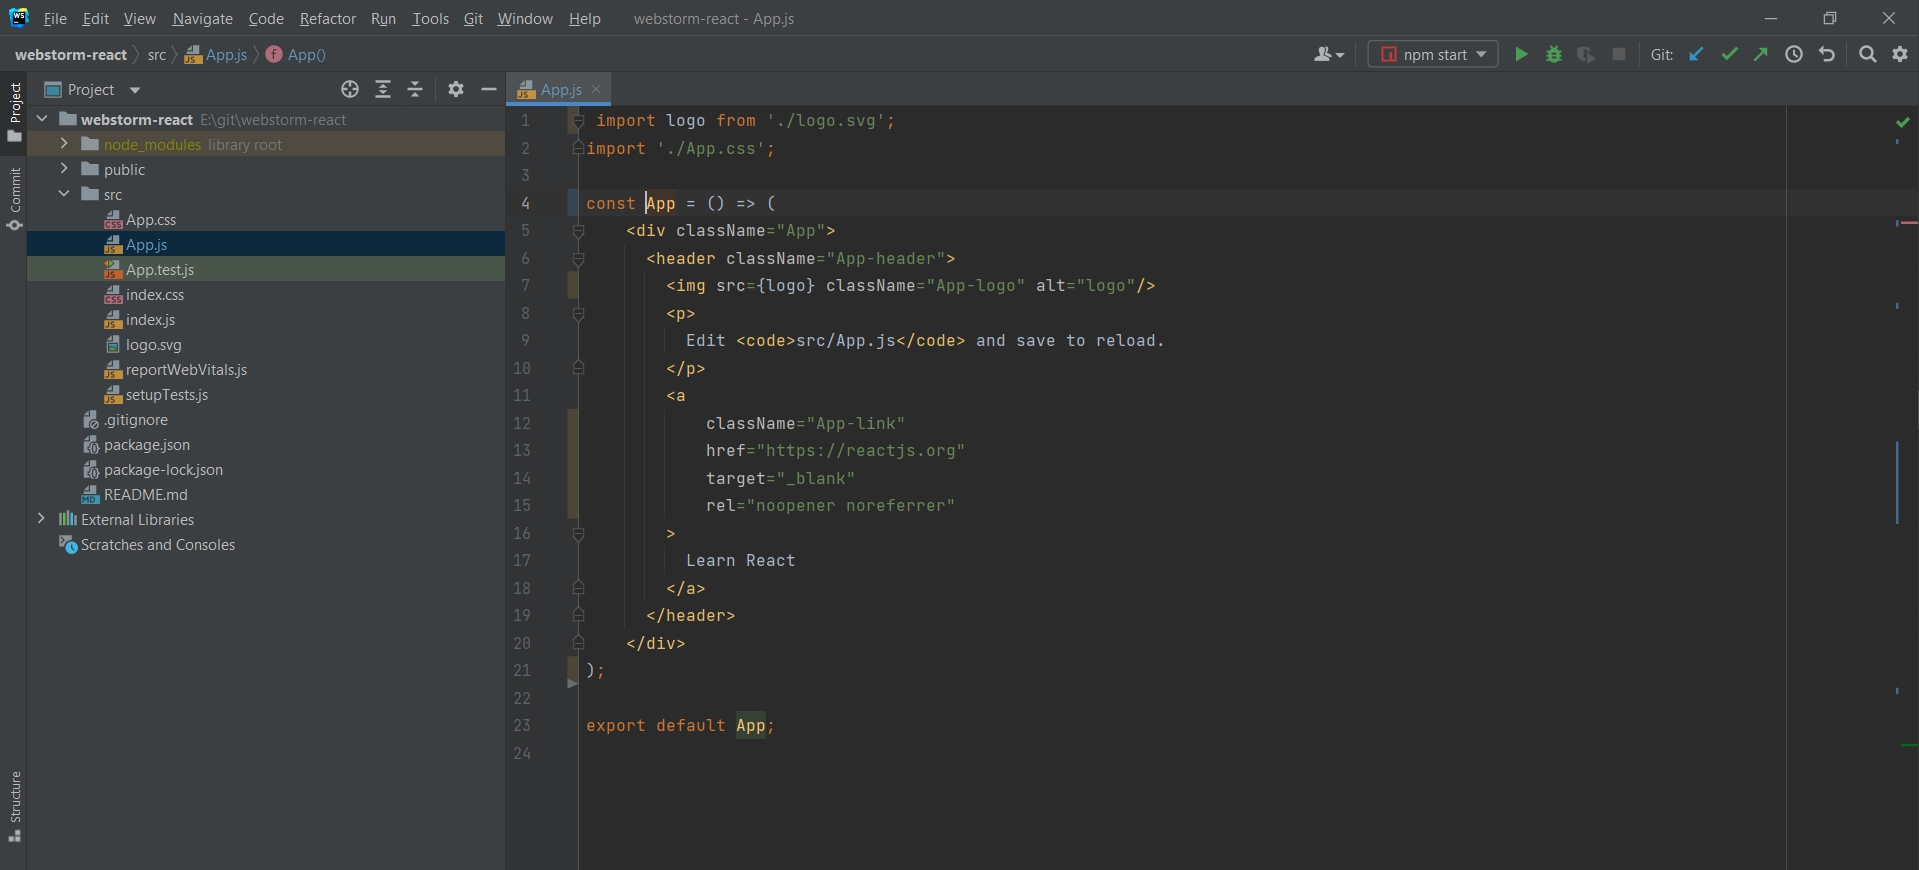 File Edit View Navigate Code Refactor Run Tools Git Window Help webstorm-react - App.js
webstorm-react src App.js App() npm start Git:
Project
Project
App.js
Commit
Structure
webstorm-react E:\git\webstorm-react
node_modules library root
public
src
App.css
App.js
App.test.js
index.css
index.js
logo.svg
reportWebVitals.js
setupTests.js
.gitignore
package.json
package-lock.json
README.md
External Libraries
Scratches and Consoles
1 import logo from './logo.svg';
2 import './App.css';
3
4 const App = () => (
5 <div className="App">
6 <header className="App-header">
7 <img src={logo} className="App-logo" alt="logo"/>
8 <p>
9 Edit <code>src/App.js</code> and save to reload.
10 </p>
11 <a
12 className="App-link"
13 href="https://reactjs.org"
14 target="_blank"
15 rel="noopener noreferrer"
16 >
17 Learn React
18 </a>
19 </header>
20 </div>
21 );
22
23 export default App;
24